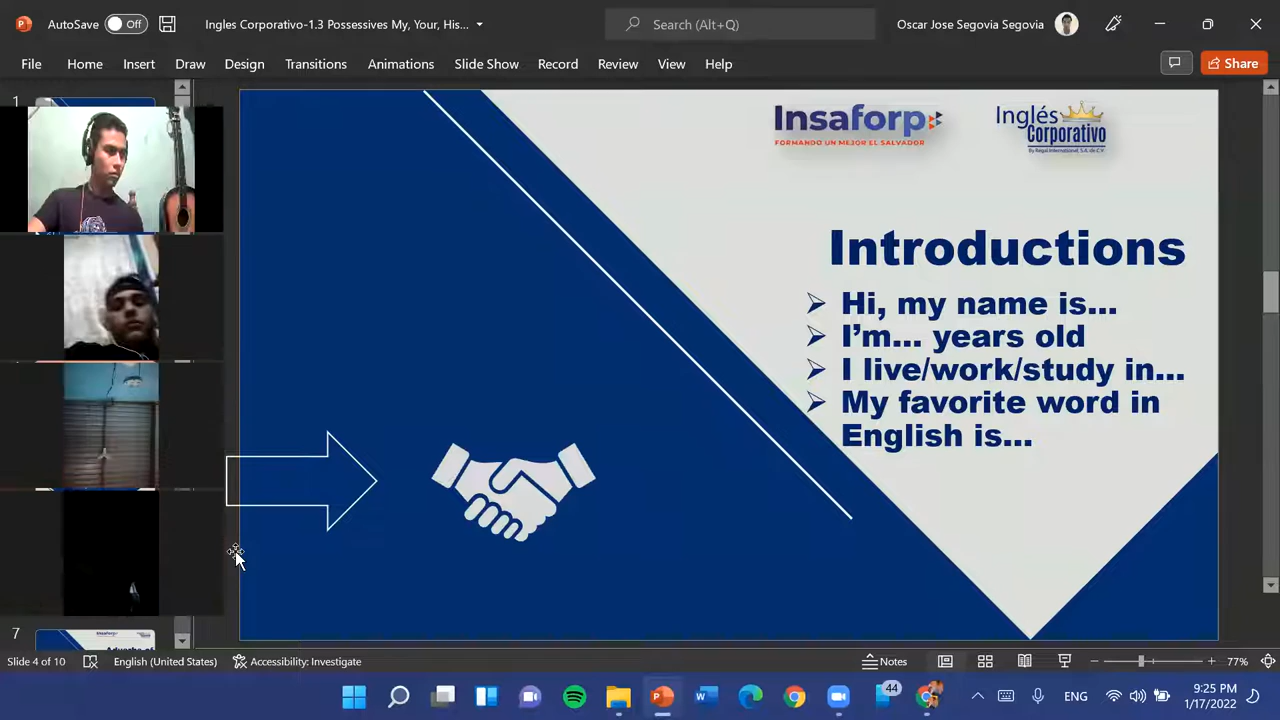 AutoSave Off Ingles Corporativo-1.3 Possessives My, Your, His... Search (Alt+Q) Oscar Jose Segovia Segovia
File Home Insert Draw Design Transitions Animations Slide Show Record Review View Help Share
1
Insaforp
FORMANDO UN MEJOR EL SALVADOR
Inglés
Corporativo
By Regal International, S.A. de C.V.
Introductions
Hi, my name is...
I'm... years old
I live/work/study in...
My favorite word in
English is...
7
Slide 4 of 10 English (United States) Accessibility: Investigate Notes 77%
44 ENG 9:25 PM
1/17/2022